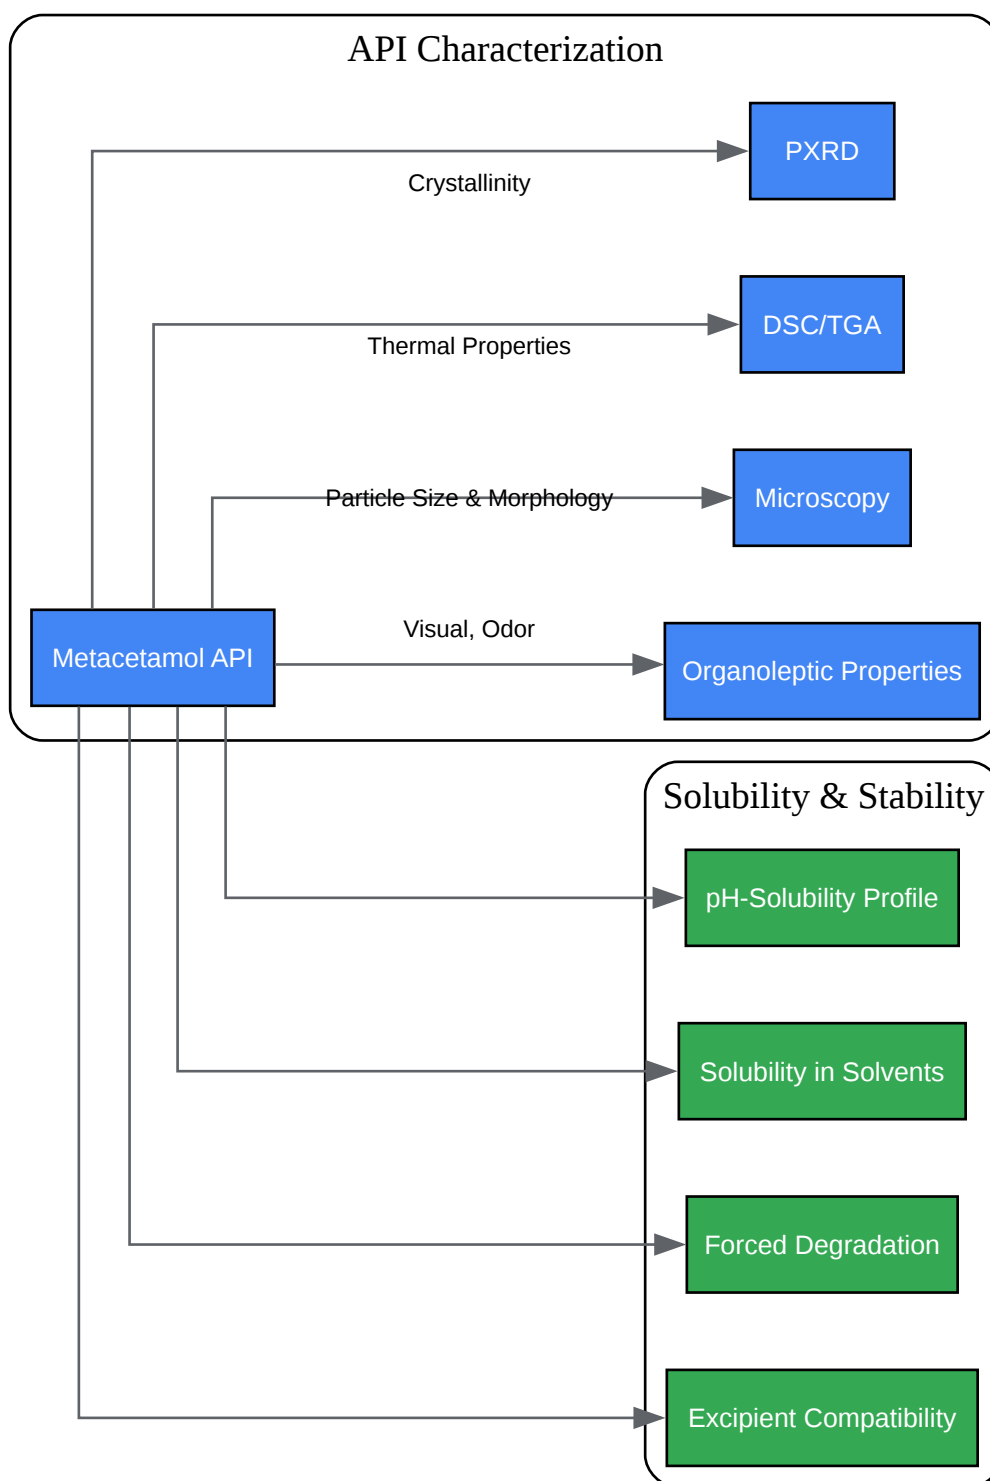 API Characterization
PXRD
Crystallinity
DSC/TGA
Thermal Properties
Particle Size & Morphology
Microscopy
Visual, Odor
Metacetamol API
Organoleptic Properties
Solubility & Stability
pH-Solubility Profile
Solubility in Solvents
Forced Degradation
Excipient Compatibility